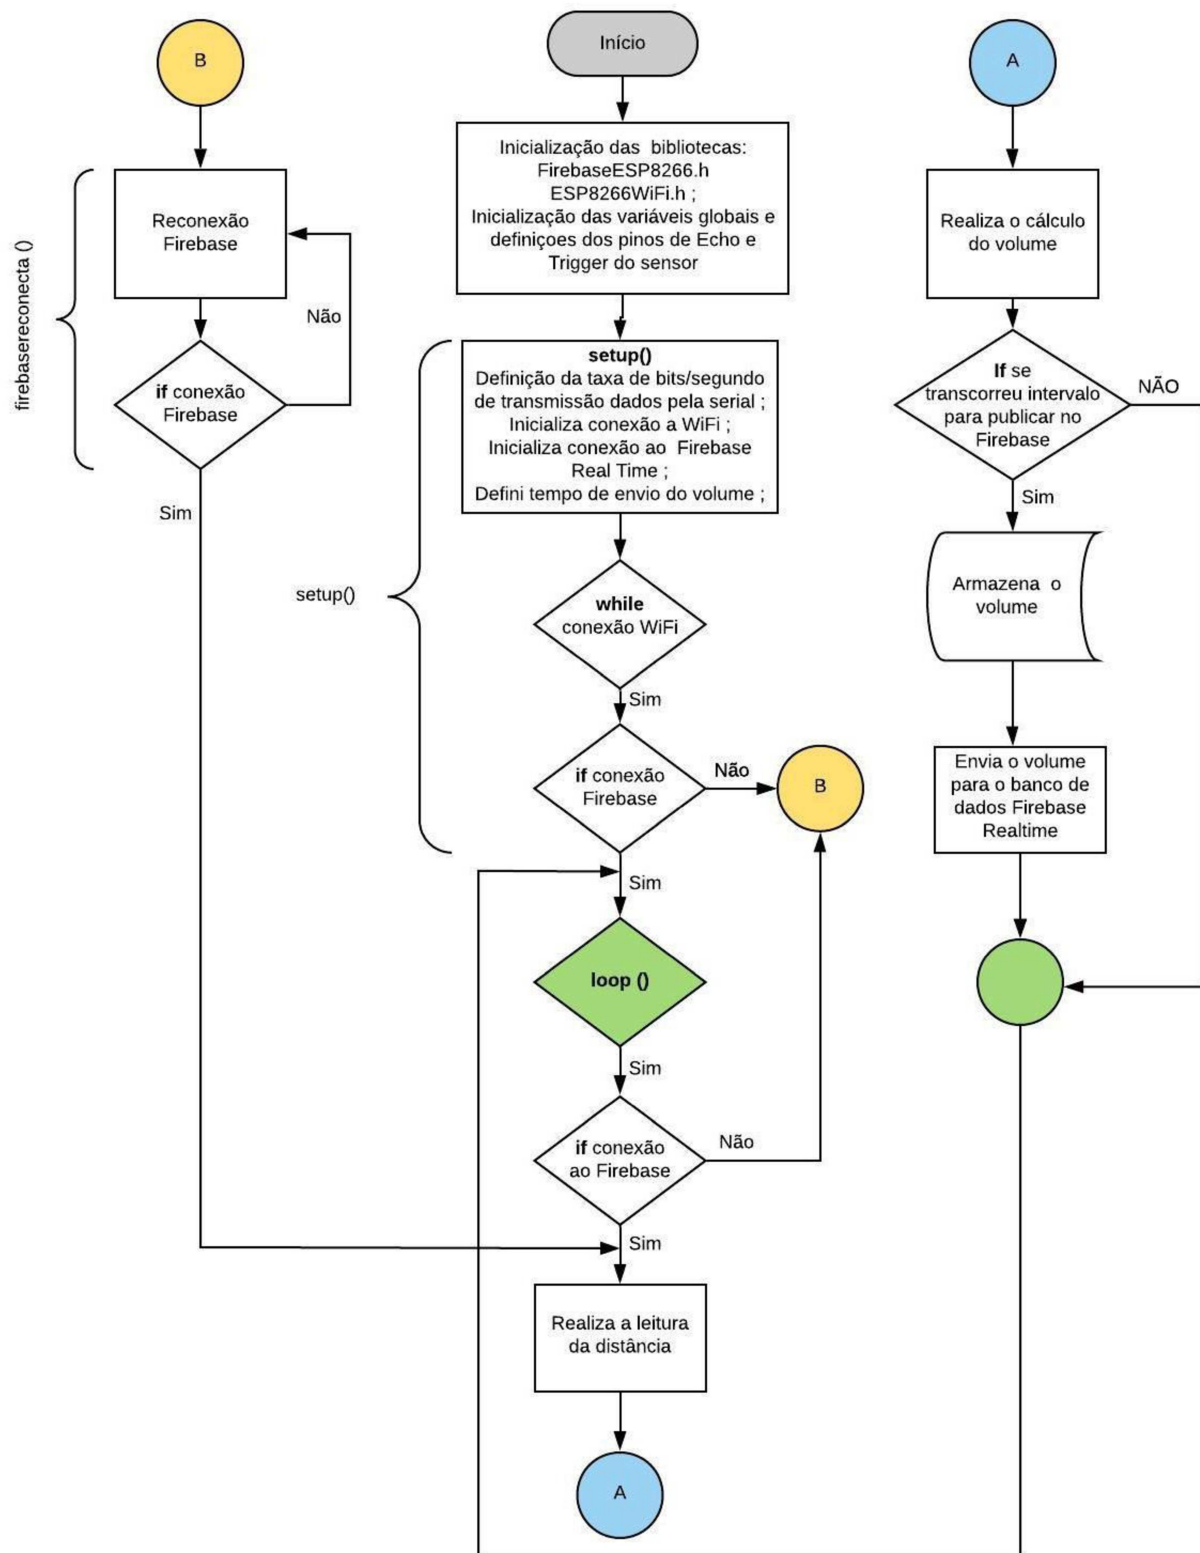 B
Reconexão
Firebase
Não
if conexão
Firebase
Sim
firebasereconecta ()
Início
Inicialização das bibliotecas:
FirebaseESP8266.h
ESP8266WiFi.h ;
Inicialização das variáveis globais e
definiçoes dos pinos de Echo e
Trigger do sensor
setup()
Definição da taxa de bits/segundo
de transmissão dados pela serial ;
Inicializa conexão a WiFi ;
Inicializa conexão ao Firebase
Real Time ;
Defini tempo de envio do volume ;
setup()
while
conexão WiFi
Sim
if conexão
Firebase
Não
B
Sim
loop ()
Sim
if conexão
ao Firebase
Não
Sim
Realiza a leitura
da distância
A
A
Realiza o cálculo
do volume
If se
transcorreu intervalo
para publicar no
Firebase
NÃO
Sim
Armazena o
volume
Envia o volume
para o banco de
dados Firebase
Realtime